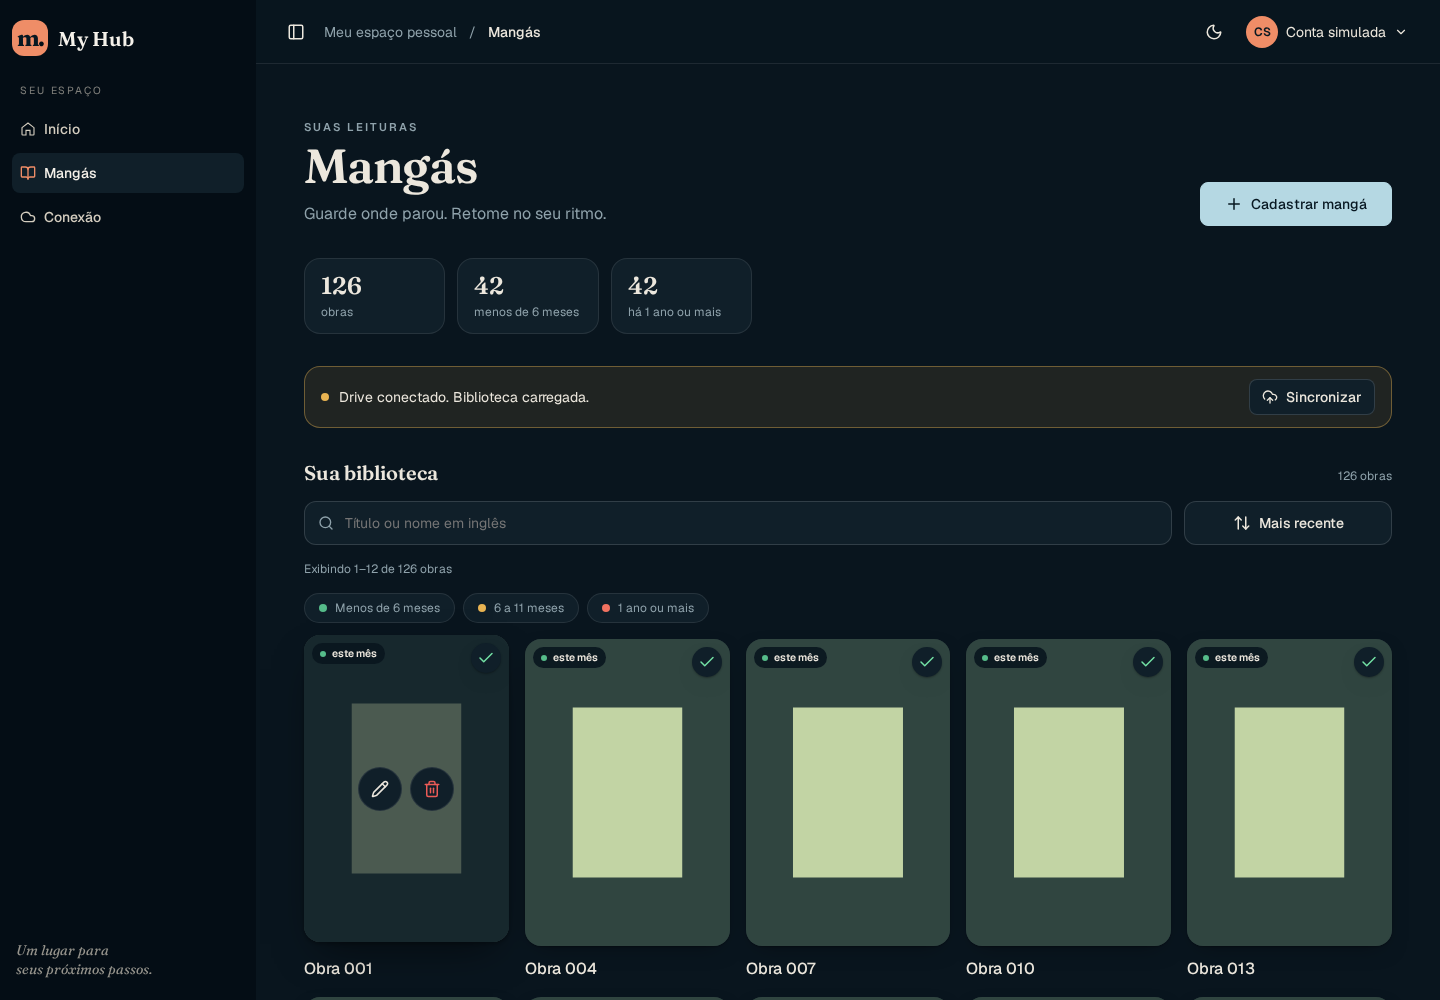 m. My Hub
SEU ESPAÇO
Início
Mangás
Conexão
Um lugar para
seus próximos passos.
Meu espaço pessoal / Mangás
CS Conta simulada
SUAS LEITURAS
Mangás
Guarde onde parou. Retome no seu ritmo.
Cadastrar mangá
126
obras
42
menos de 6 meses
42
há 1 ano ou mais
Drive conectado. Biblioteca carregada.
Sincronizar
Sua biblioteca
126 obras
Título ou nome em inglês
Mais recente
Exibindo 1–12 de 126 obras
Menos de 6 meses
6 a 11 meses
1 ano ou mais
este mês
este mês
este mês
este mês
este mês
Obra 001
Obra 004
Obra 007
Obra 010
Obra 013